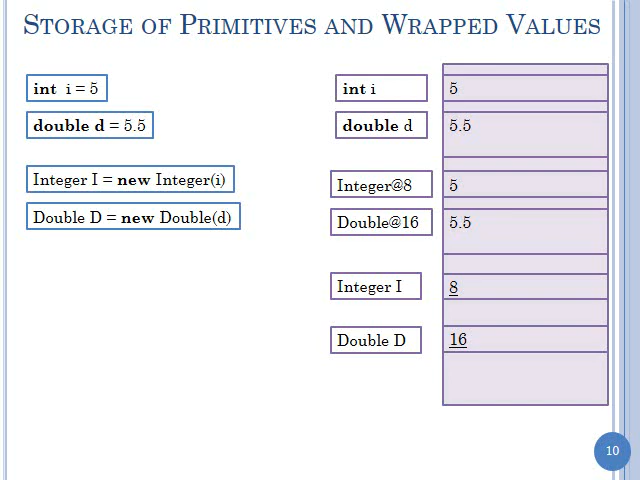 STORAGE OF PRIMITIVES AND WRAPPED VALUES
int i = 5
double d = 5.5
Integer I = new Integer(i)
Double D = new Double(d)
int i 5
double d 5.5
Integer@8 5
Double@16 5.5
Integer I 8
Double D 16
10